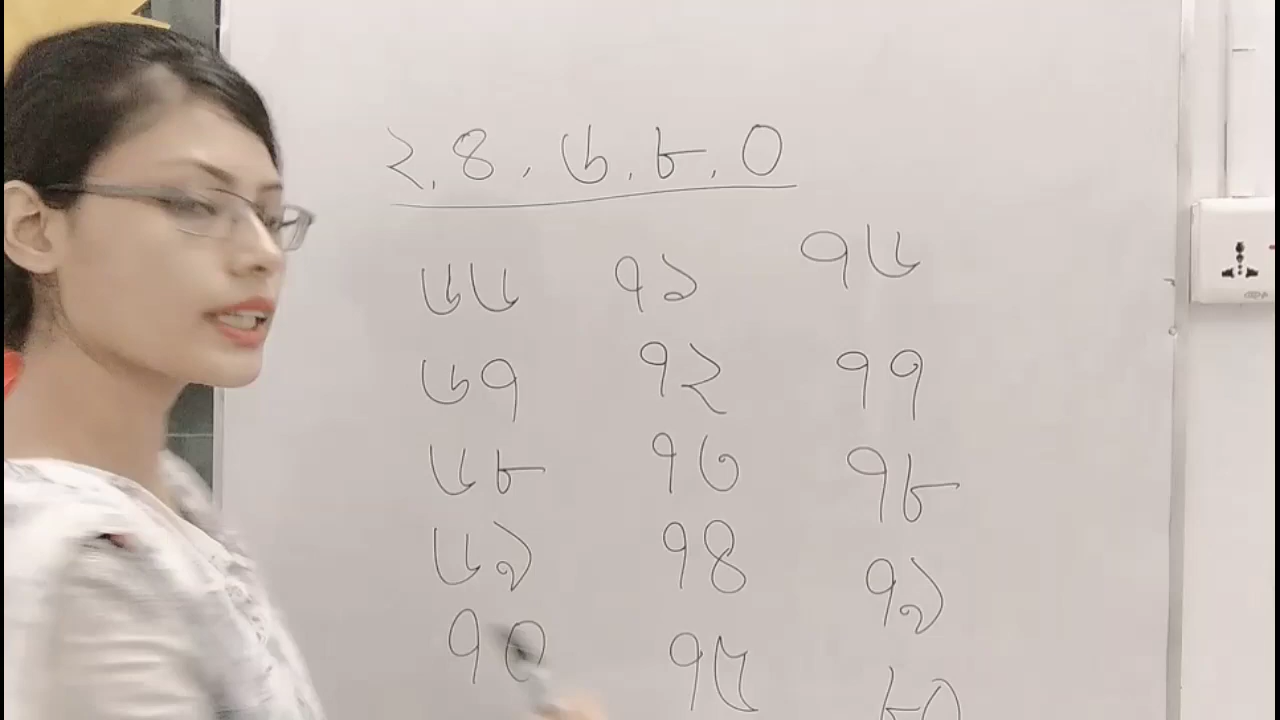 ২, ৪, ৬, ৮, ০
৬৬ ৭১ ৭৬
৬৭ ৭২ ৭৭
৬৮ ৭৩ ৭৮
৬৯ ৭৪ ৭৯
৭০ ৭৫ ৮০